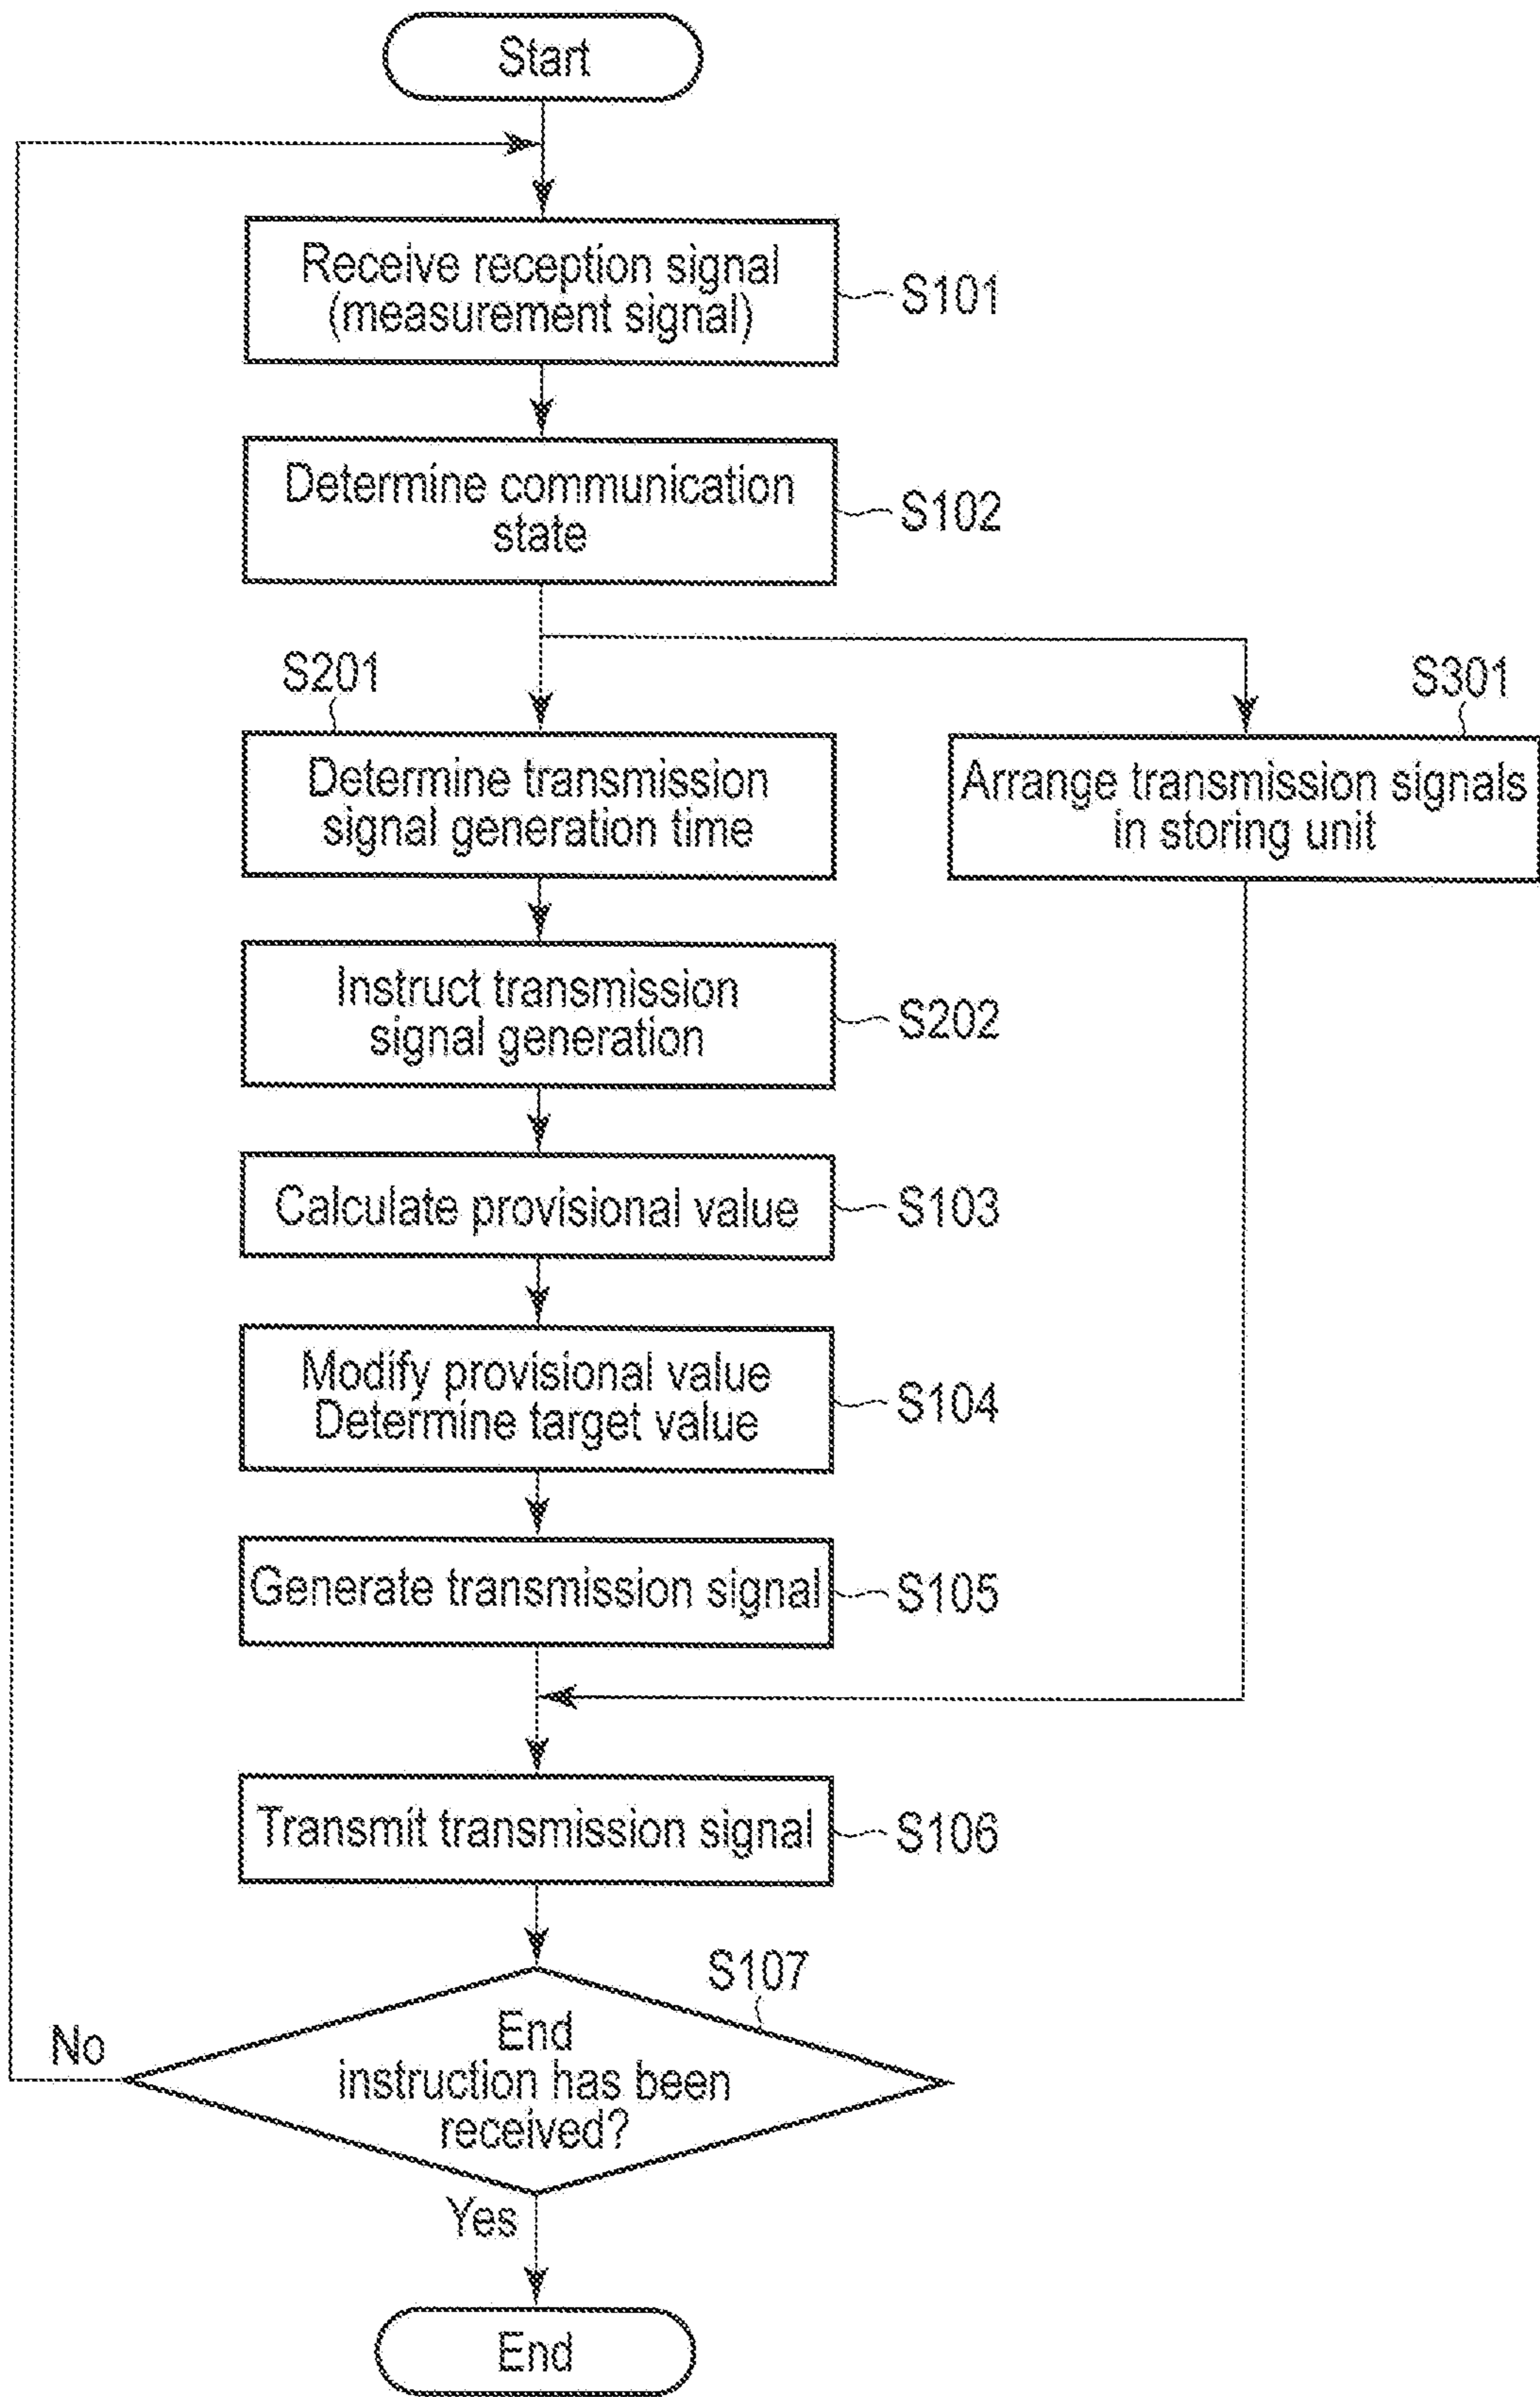 Start
Receive reception signal
(measurement signal)
S101
Determine communication
state
S102
S201
S301
Determine transmission
signal generation time
Arrange transmission signals
in storing unit
Instruct transmission
signal generation
S202
Calculate provisional value
S103
Modify provisional value
Determine target value
S104
Generate transmission signal
S105
Transmit transmission signal
S106
S107
End
instruction has been
received?
No
Yes
End